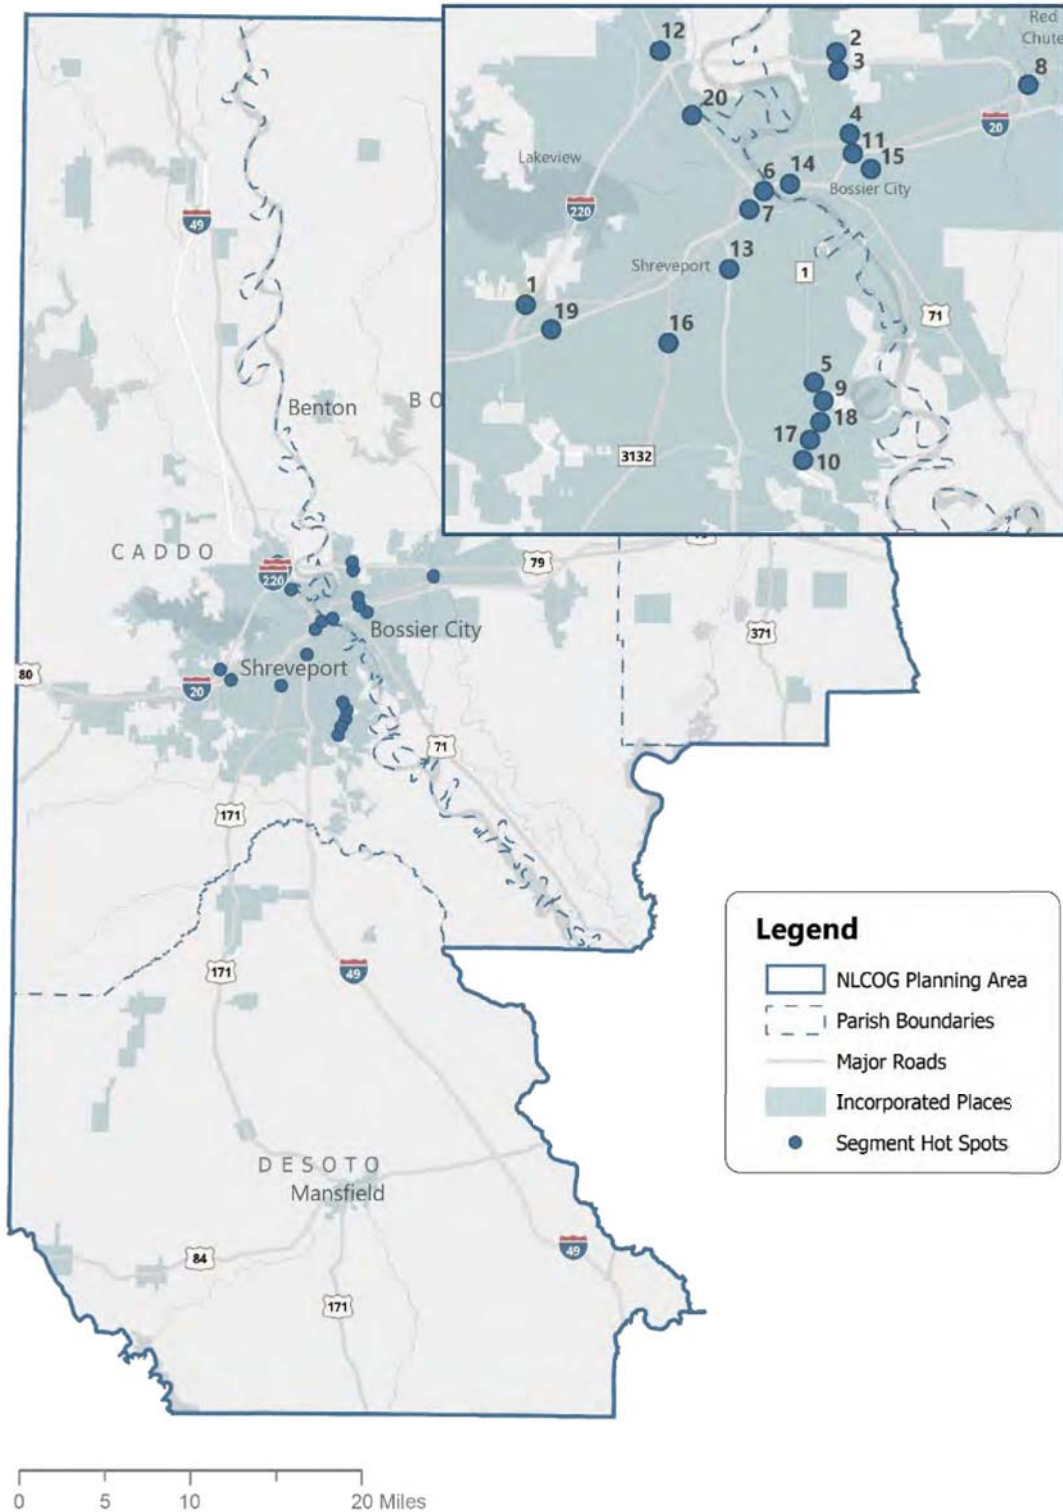 12
2
3
Red
Chute
8
20
4
20
11
15
Lakeview
6
14
Bossier City
220
7
49
13
Shreveport
1
1
71
19
16
5
9
18
17
10
3132
Benton
BO
CADDO
220
79
Bossier City
371
80
Shreveport
20
71
171
171
49
DESOTO
Mansfield
84
49
171
Legend
NLCOG Planning Area
Parish Boundaries
Major Roads
Incorporated Places
Segment Hot Spots
0 5 10 20 Miles